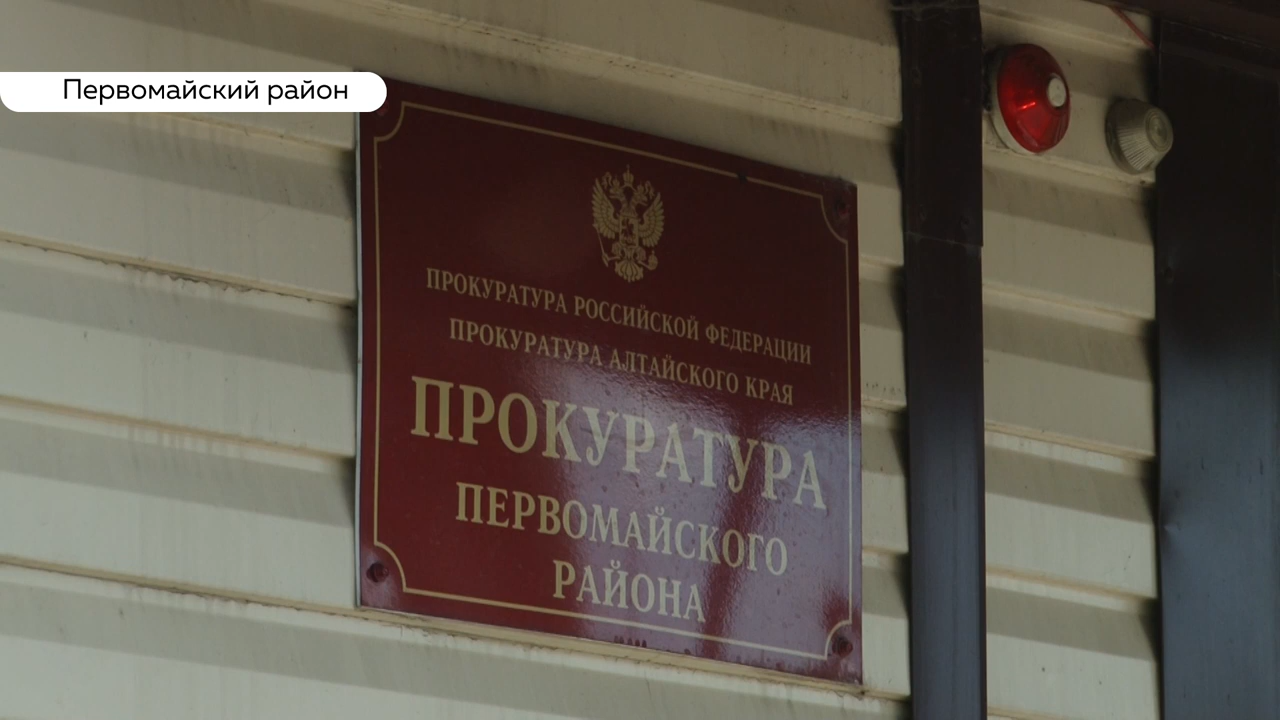 Первомайский район
ПРОКУРАТУРА РОССИЙСКОЙ ФЕДЕРАЦИИ
ПРОКУРАТУРА АЛТАЙСКОГО КРАЯ
ПРОКУРАТУРА
ПЕРВОМАЙСКОГО
РАЙОНА